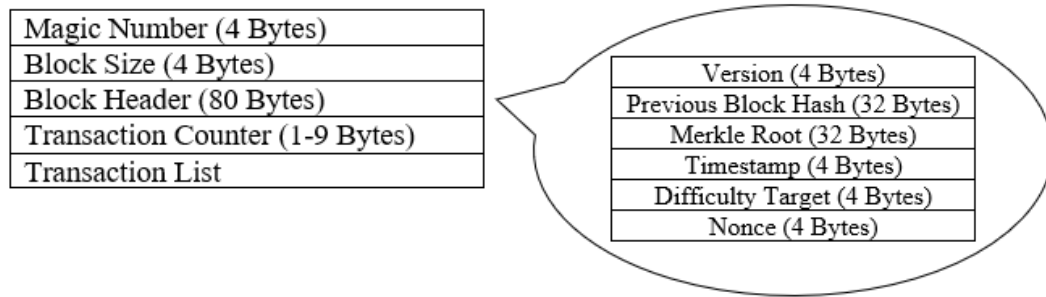 Magic Number (4 Bytes)
Block Size (4 Bytes)
Block Header (80 Bytes)
Transaction Counter (1-9 Bytes)
Transaction List
Version (4 Bytes)
Previous Block Hash (32 Bytes)
Merkle Root (32 Bytes)
Timestamp (4 Bytes)
Difficulty Target (4 Bytes)
Nonce (4 Bytes)